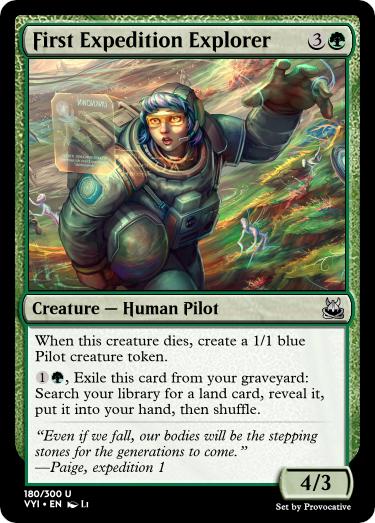 First Expedition Explorer 3
UNKNOWN
Creature — Human Pilot
When this creature dies, create a 1/1 blue
Pilot creature token.
1, Exile this card from your graveyard:
Search your library for a land card, reveal it,
put it into your hand, then shuffle.
"Even if we fall, our bodies will be the stepping
stones for the generations to come."
—Paige, expedition 1
4/3
180/300 U
VYI • EN Li
Set by Provocative